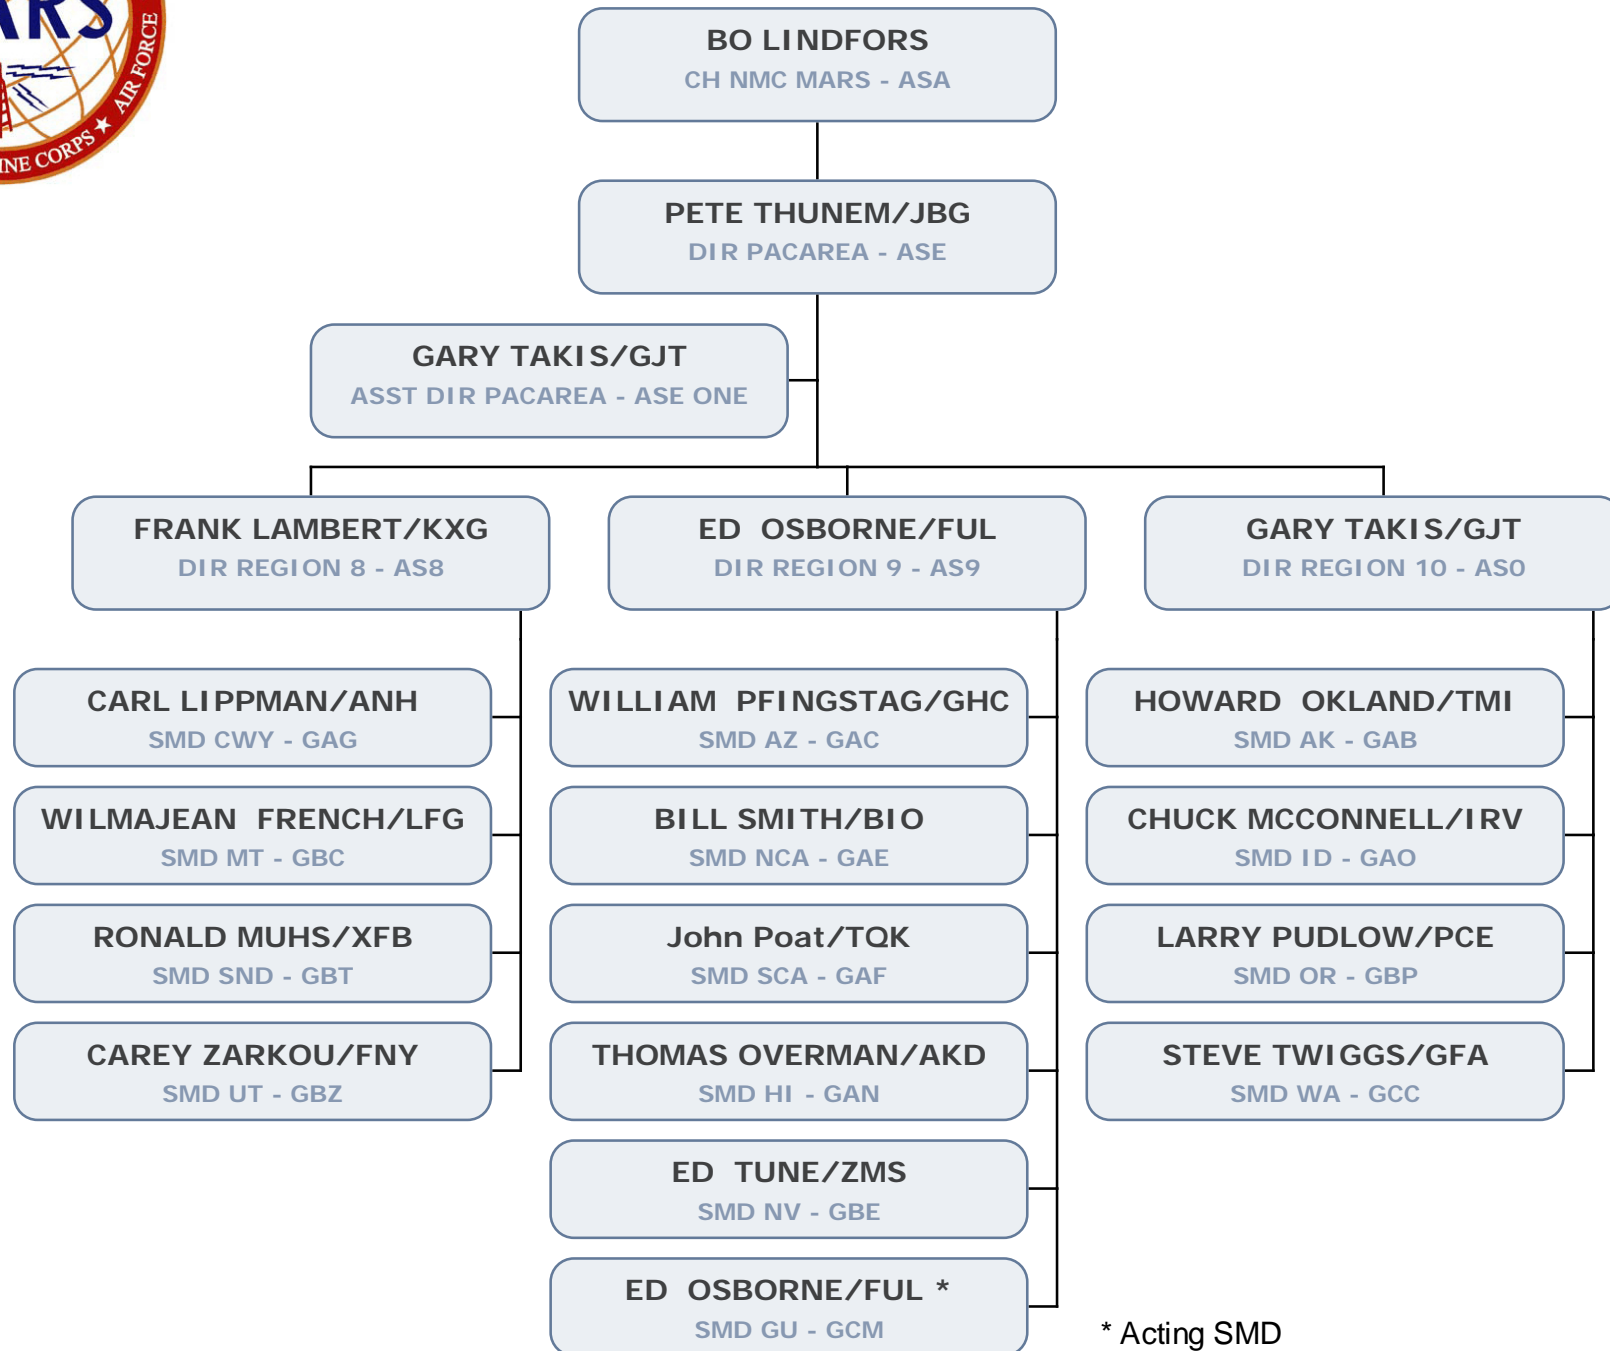 ARS
INE CORPS ★ AIR FORCE
BO LINDFORS
CH NMC MARS - ASA
PETE THUNEM/JBG
DIR PACAREA - ASE
GARY TAKIS/GJT
ASST DIR PACAREA - ASE ONE
FRANK LAMBERT/KXG
DIR REGION 8 - AS8
ED OSBORNE/FUL
DIR REGION 9 - AS9
GARY TAKIS/GJT
DIR REGION 10 - AS0
CARL LIPPMAN/ANH
SMD CWY - GAG
WILMAJEAN FRENCH/LFG
SMD MT - GBC
RONALD MUHS/XFB
SMD SND - GBT
CAREY ZARKOU/FNY
SMD UT - GBZ
WILLIAM PFINGSTAG/GHC
SMD AZ - GAC
BILL SMITH/BIO
SMD NCA - GAE
John Poat/TQK
SMD SCA - GAF
THOMAS OVERMAN/AKD
SMD HI - GAN
ED TUNE/ZMS
SMD NV - GBE
ED OSBORNE/FUL *
SMD GU - GCM
HOWARD OKLAND/TMI
SMD AK - GAB
CHUCK MCCONNELL/IRV
SMD ID - GAO
LARRY PUDLOW/PCE
SMD OR - GBP
STEVE TWIGGS/GFA
SMD WA - GCC
* Acting SMD